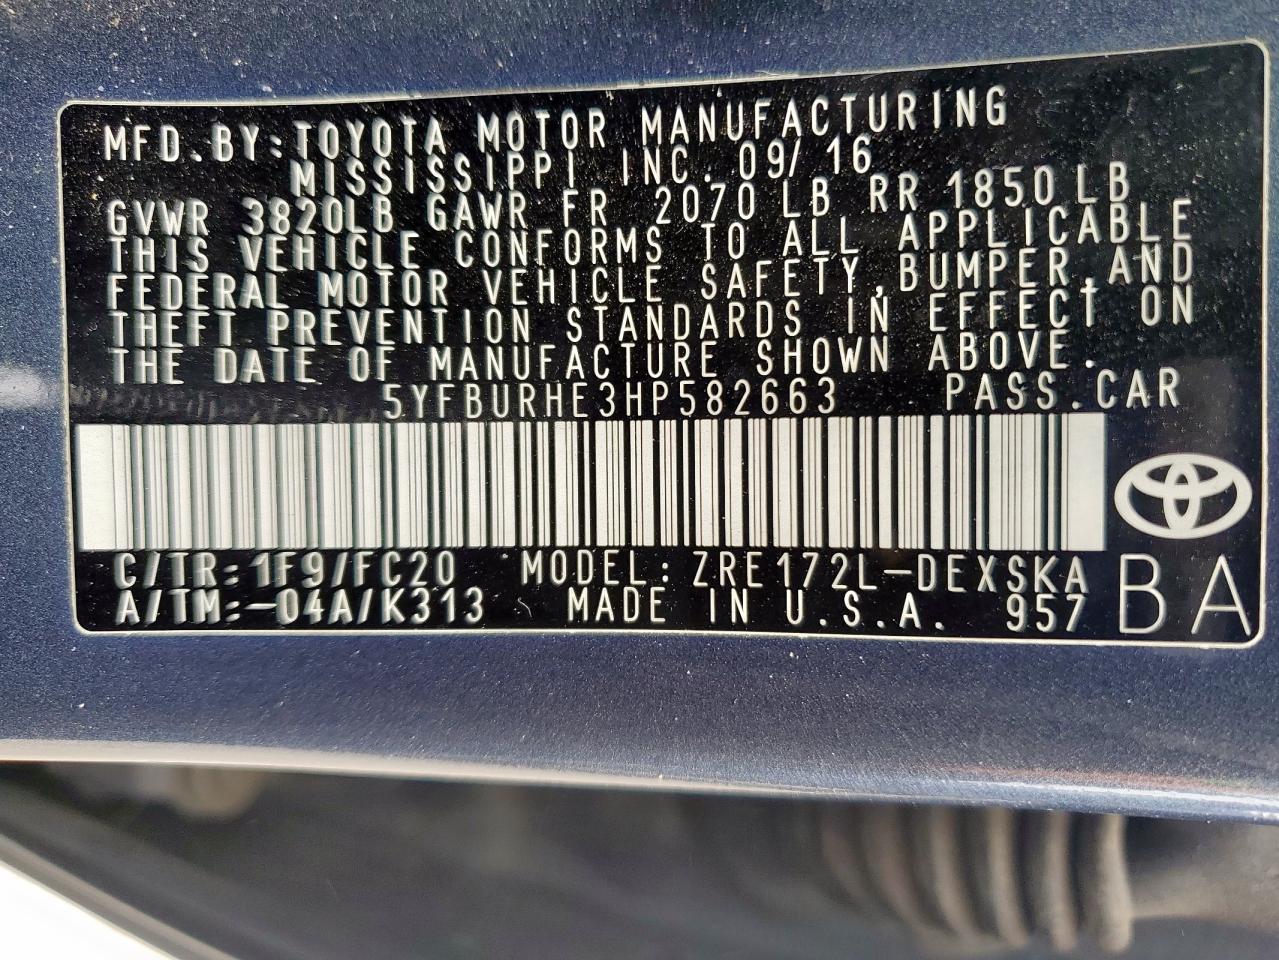 MFD.BY:TOYOTA MOTOR MANUFACTURING
MISSISSIPPI INC. 09/16
GVWR 3820LB GAWR FR 2070LB RR 1850LB
THIS VEHICLE CONFORMS TO ALL APPLICABLE
FEDERAL MOTOR VEHICLE SAFETY,BUMPER,AND
THEFT PREVENTION STANDARDS IN EFFECT ON
THE DATE OF MANUFACTURE SHOWN ABOVE.
5YFBURHE3HP582663 PASS.CAR
C/TR:1F9/FC20 MODEL:ZRE172L-DEXSKA
A/TM:-04A/K313 MADE IN U.S.A. 957 BA